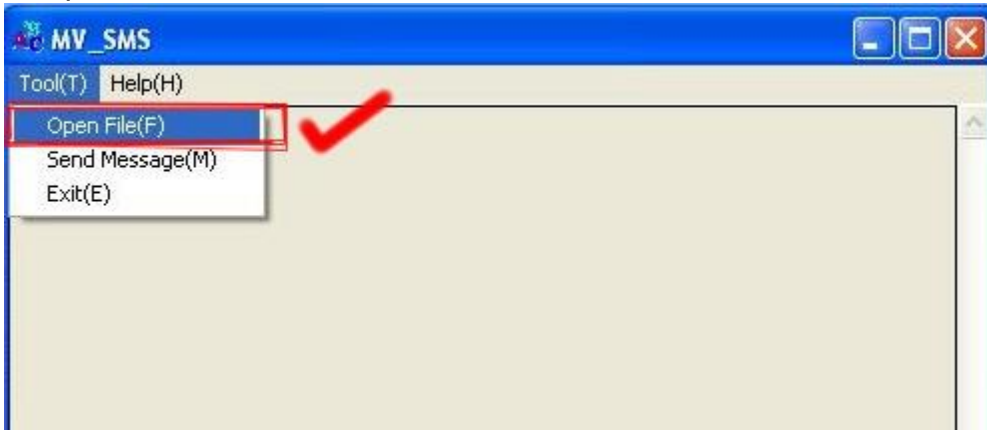 MV_SMS
Tool(T) Help(H)
Open File(F)
Send Message(M)
Exit(E)